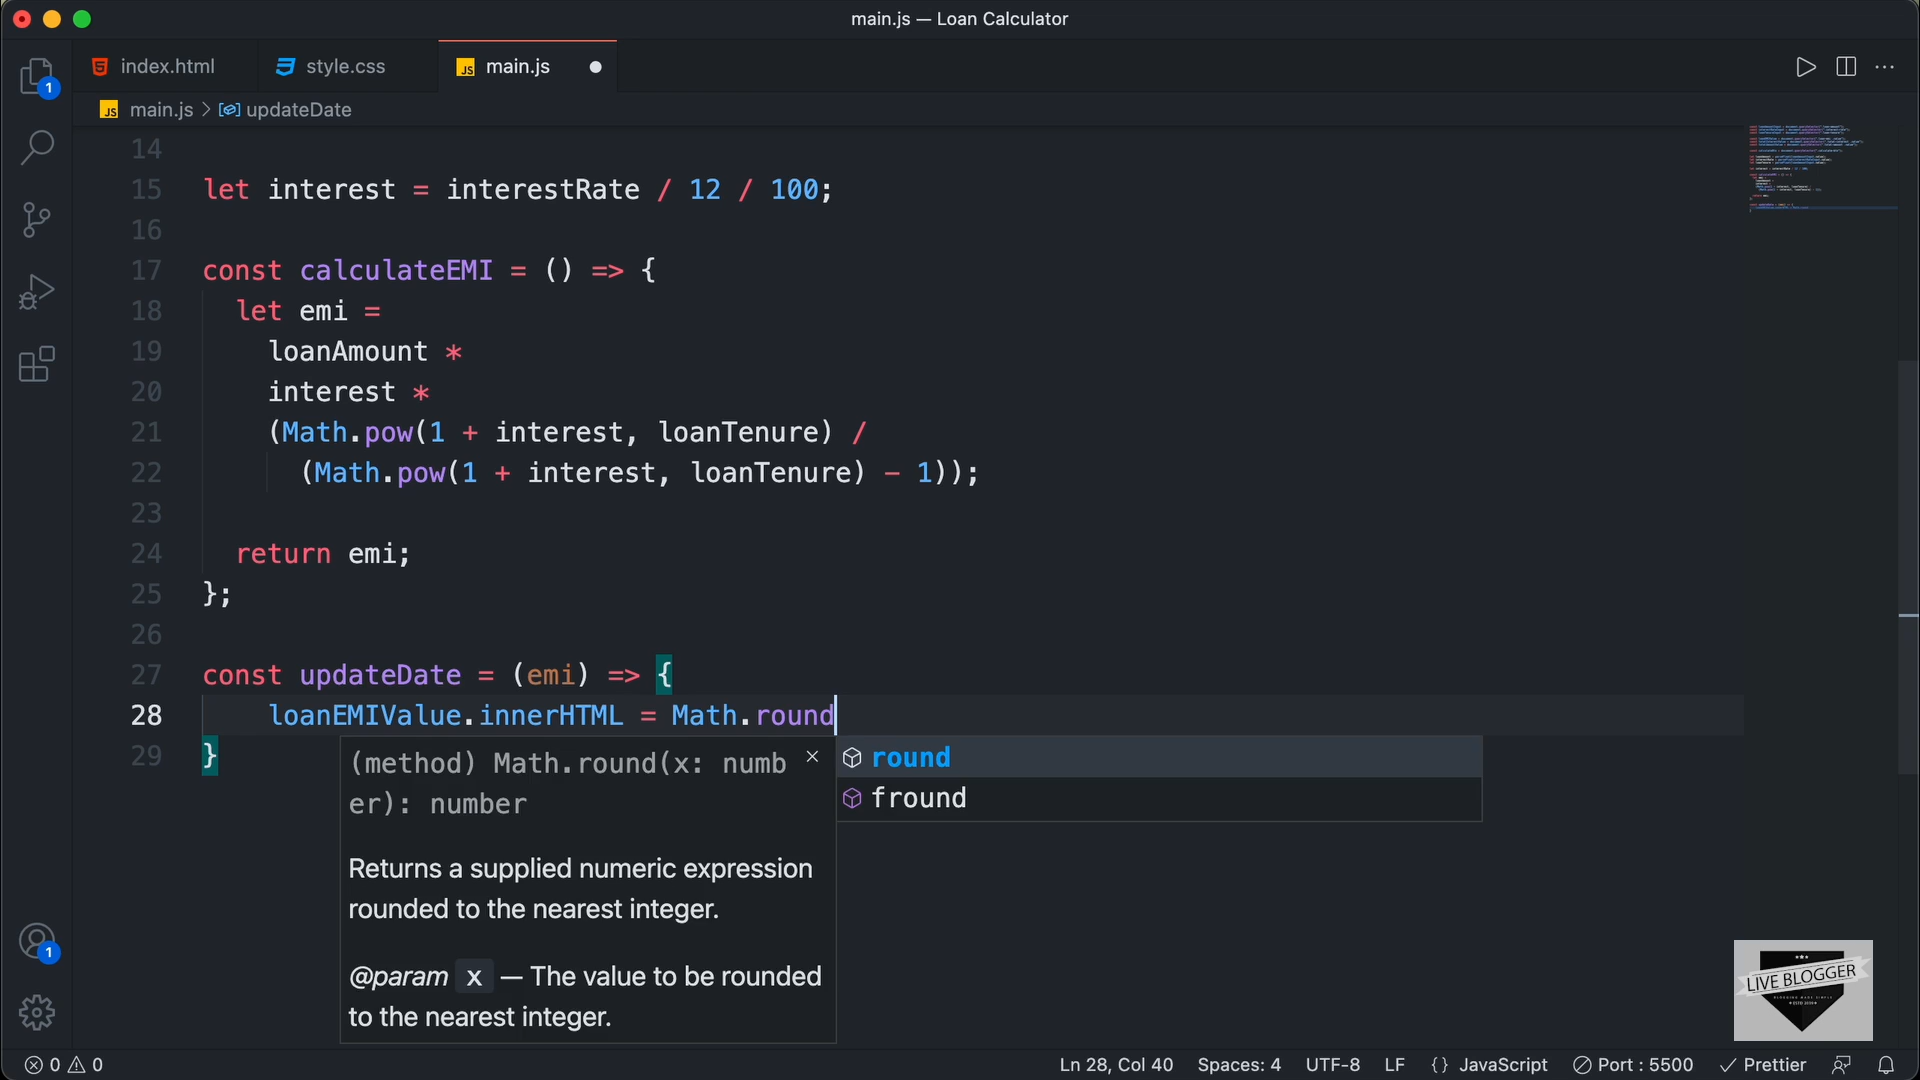 main.js — Loan Calculator
index.html
style.css
JS main.js
JS main.js > updateDate
1
14
15 let interest = interestRate / 12 / 100;
16
17 const calculateEMI = () => {
18 let emi =
19 loanAmount *
20 interest *
21 (Math.pow(1 + interest, loanTenure) /
22 (Math.pow(1 + interest, loanTenure) - 1));
23
24 return emi;
25 };
26
27 const updateDate = (emi) => {
28 loanEMIValue.innerHTML = Math.round
29 }
(method) Math.round(x: numb
er): number
Returns a supplied numeric expression
rounded to the nearest integer.
@param x — The value to be rounded
to the nearest integer.
round
fround
1
LIVE BLOGGER
0 0
Ln 28, Col 40 Spaces: 4 UTF-8 LF {} JavaScript Port : 5500 Prettier